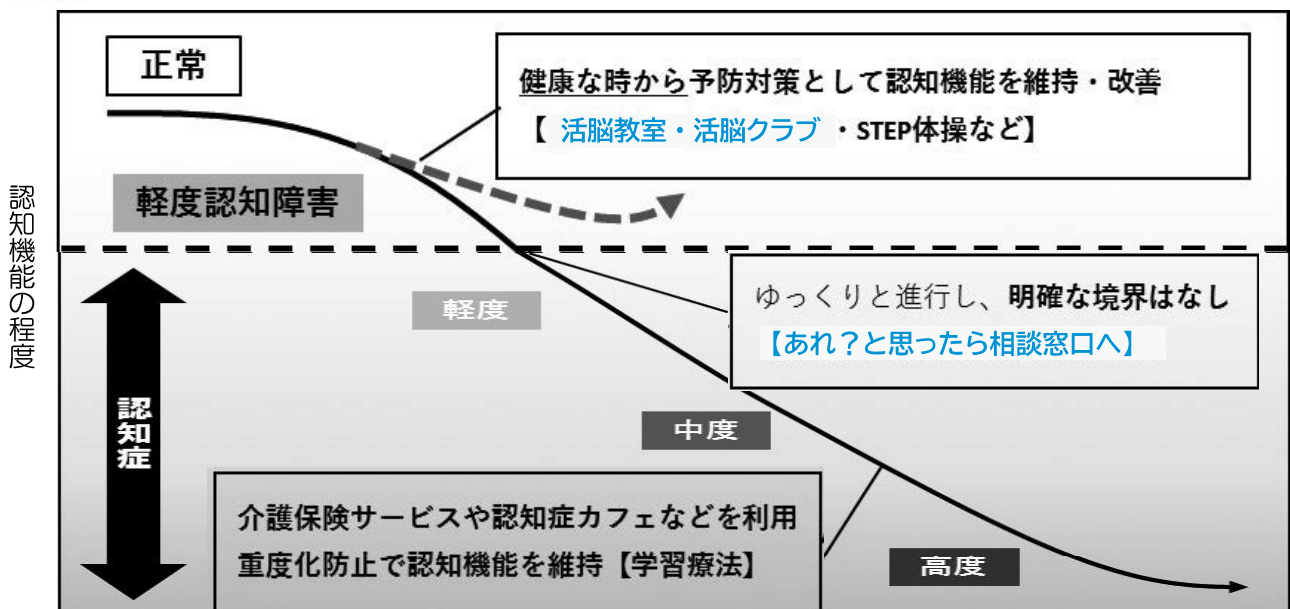 正常
健康な時から予防対策として認知機能を維持・改善
【 活脳教室・活脳クラブ ・STEP体操など】
軽度認知障害
認知機能の程度
軽度
ゆっくりと進行し、明確な境界はなし
【あれ？と思ったら相談窓口へ】
認知症
中度
介護保険サービスや認知症カフェなどを利用
重度化防止で認知機能を維持【学習療法】
高度